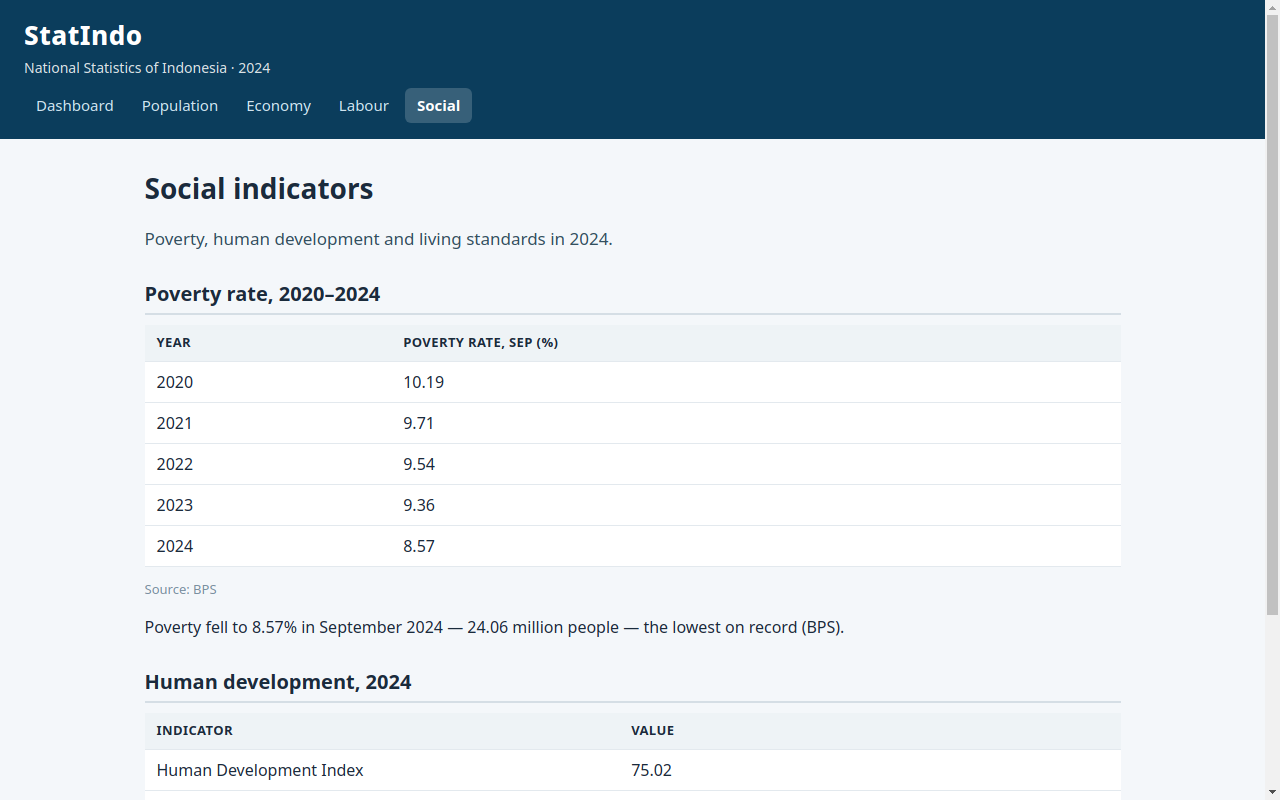 StatIndo
National Statistics of Indonesia · 2024
Dashboard Population Economy Labour Social
Social indicators
Poverty, human development and living standards in 2024.
Poverty rate, 2020–2024
YEAR POVERTY RATE, SEP (%)
2020 10.19
2021 9.71
2022 9.54
2023 9.36
2024 8.57
Source: BPS
Poverty fell to 8.57% in September 2024 — 24.06 million people — the lowest on record (BPS).
Human development, 2024
INDICATOR VALUE
Human Development Index 75.02